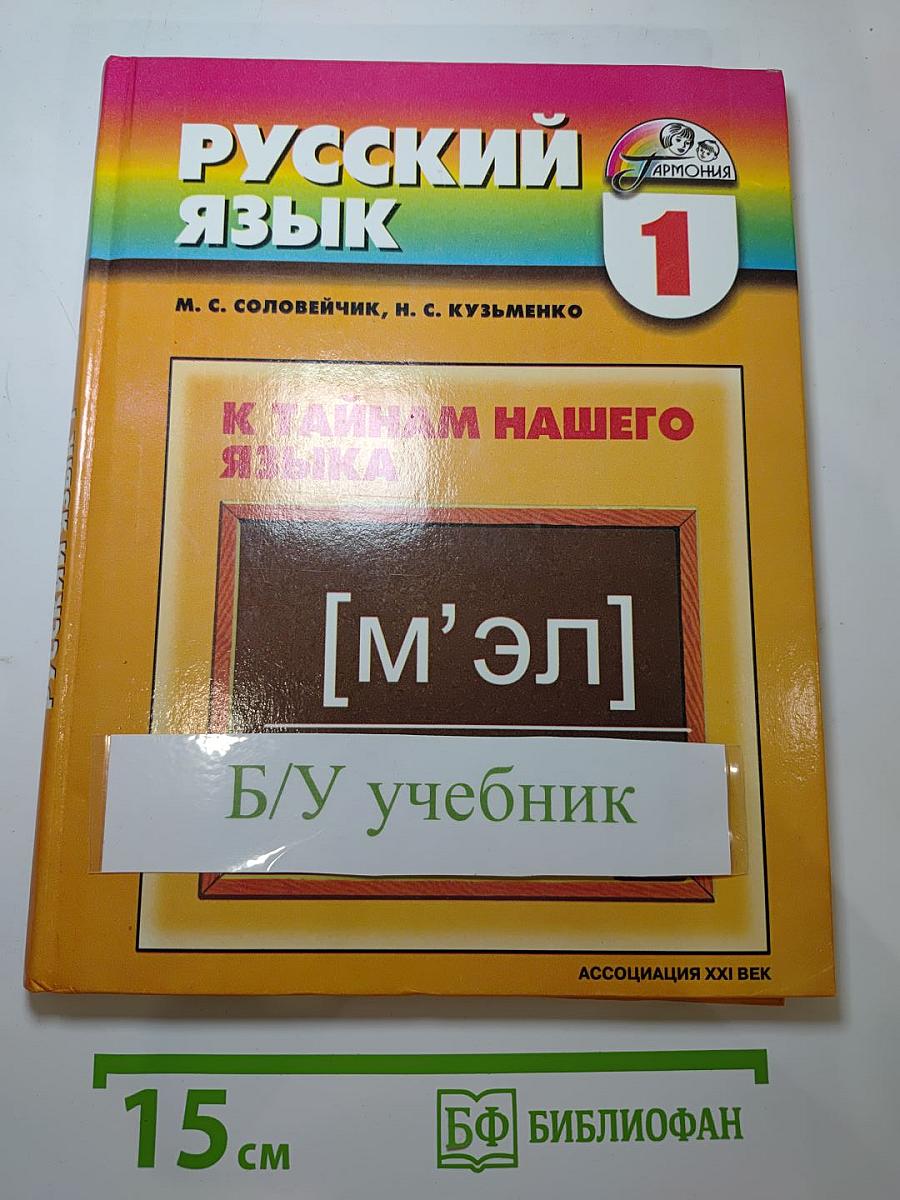 РУССКИЙ
ЯЗЫК
ГАРМОНИЯ
1
М. С. СОЛОВЕЙЧИК, Н. С. КУЗЬМЕНКО
К ТАЙНАМ НАШЕГО
ЯЗЫКА
[м’эл]
Б/У учебник
АССОЦИАЦИЯ XXI ВЕК
15 см
БФ БИБЛИОФАН